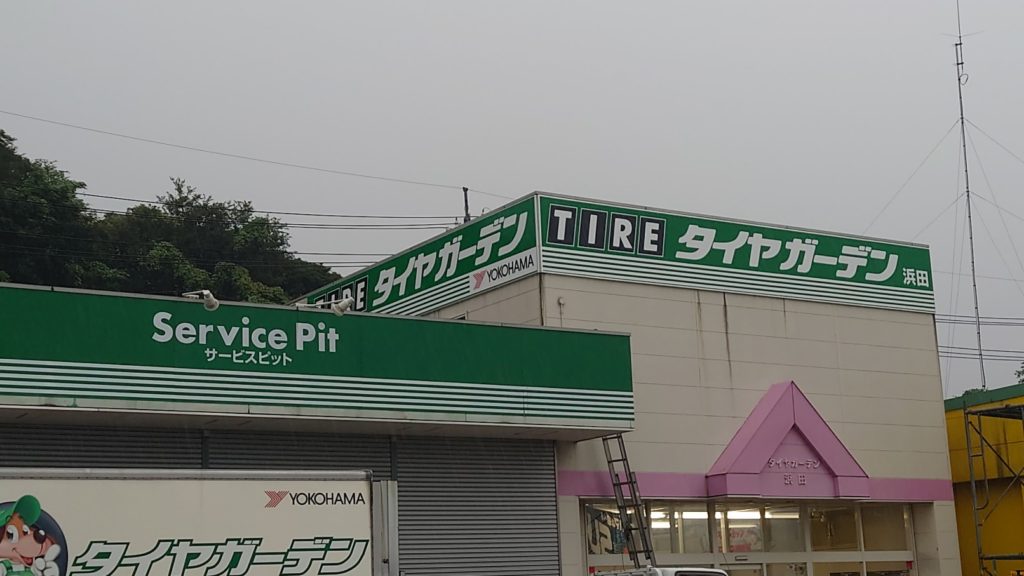 TIRE タイヤガーデン 浜田
TIRE タイヤガーデン
YOKOHAMA
Service Pit
サービスピット
タイヤガーデン
浜田
YOKOHAMA
タイヤガーデン